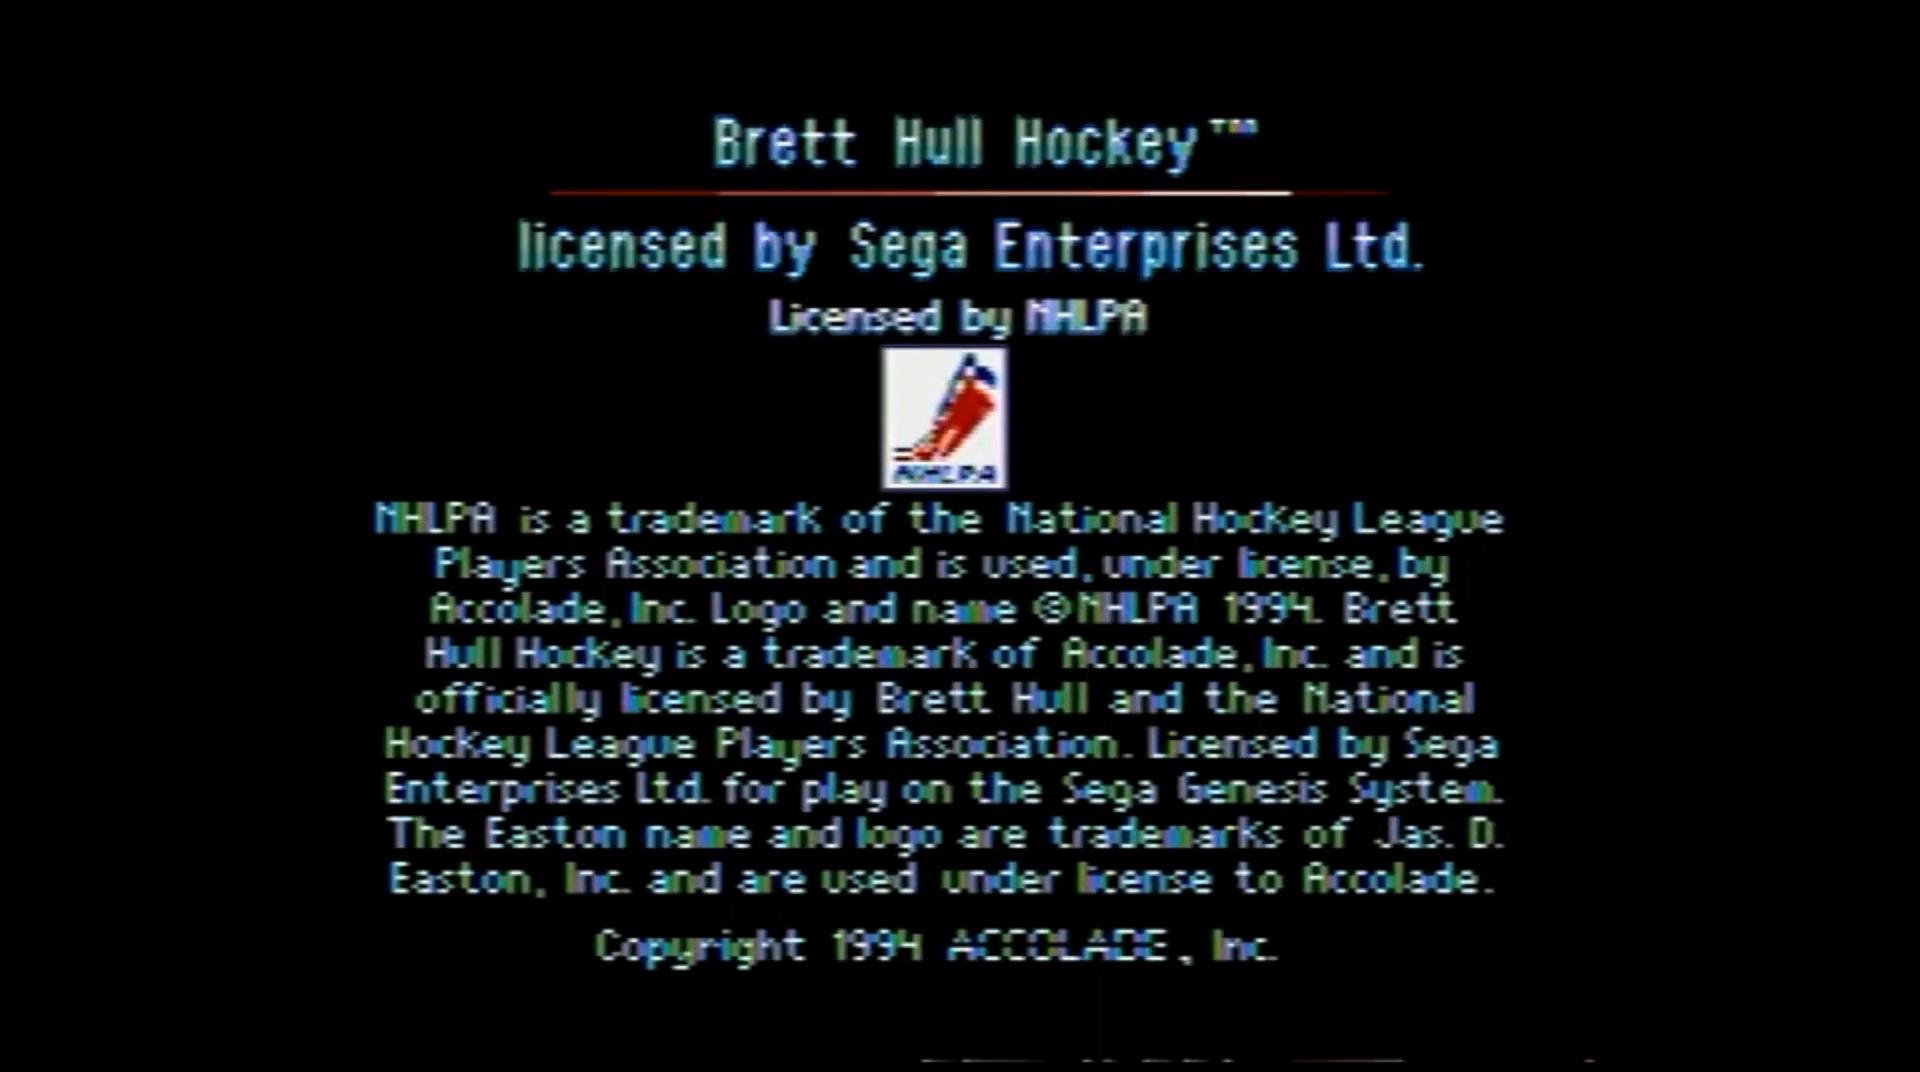 Brett Hull Hockey™
licensed by Sega Enterprises Ltd.
Licensed by NHLPA
NHLPA
NHLPA is a trademark of the National Hockey League
Players Association and is used, under license, by
Accolade, Inc. Logo and name ©NHLPA 1994. Brett
Hull Hockey is a trademark of Accolade, Inc. and is
officially licensed by Brett Hull and the National
Hockey League Players Association. Licensed by Sega
Enterprises Ltd. for play on the Sega Genesis System.
The Easton name and logo are trademarks of Jas. D.
Easton, Inc. and are used under license to Accolade.
Copyright 1994 ACCOLADE, Inc.